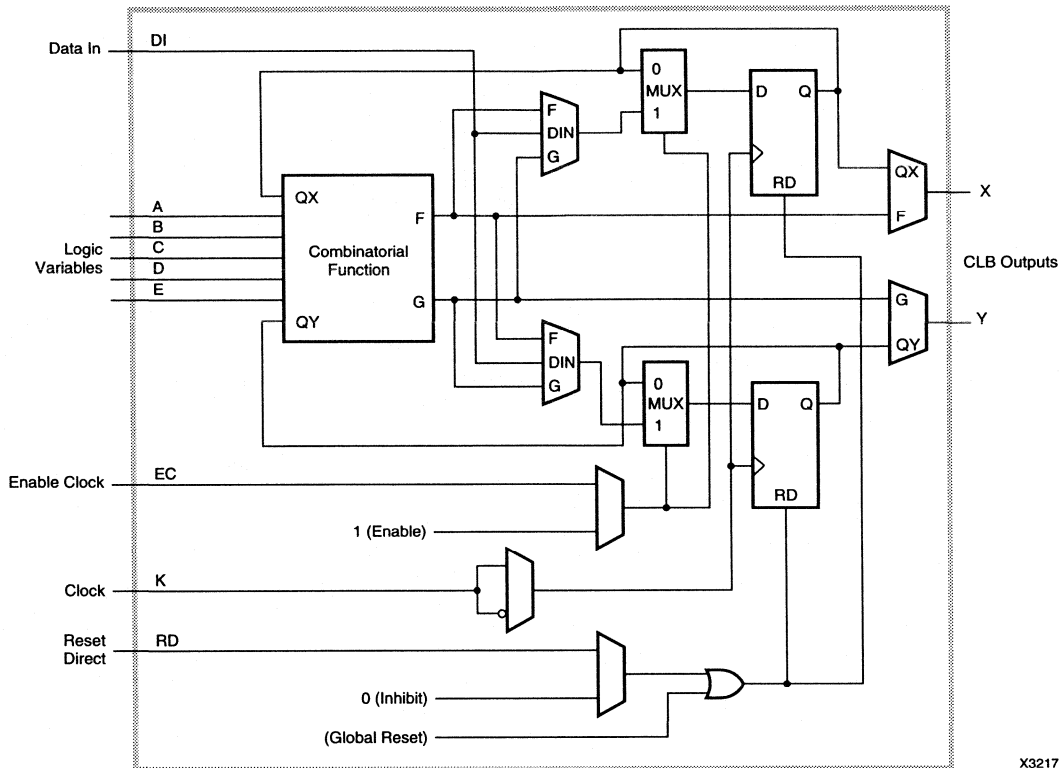 Data In
DI
0
MUX
1
D
Q
RD
F
DIN
G
QX
F
X
QX
A
B
C
D
E
QY
Logic
Variables
Combinatorial
Function
F
G
CLB Outputs
G
QY
Y
F
DIN
G
0
MUX
1
D
Q
RD
Enable Clock
EC
1 (Enable)
Clock
K
Reset
Direct
RD
0 (Inhibit)
(Global Reset)
X3217